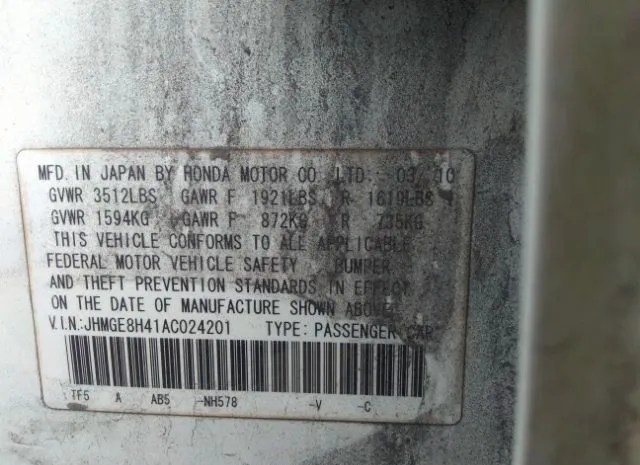 MFD. IN JAPAN BY HONDA MOTOR CO. LTD. 03/10
GVWR 3512LBS GAWR F 1921LBS R 1619LBS
GVWR 1594KG GAWR F 872KG R 735KG
THIS VEHICLE CONFORMS TO ALL APPLICABLE
FEDERAL MOTOR VEHICLE SAFETY BUMPER
AND THEFT PREVENTION STANDARDS IN EFFECT
ON THE DATE OF MANUFACTURE SHOWN ABOVE.
V.I.N.:JHMGE8H41AC024201 TYPE: PASSENGER CAR
TF5 A AB5 -NH578 -V -C